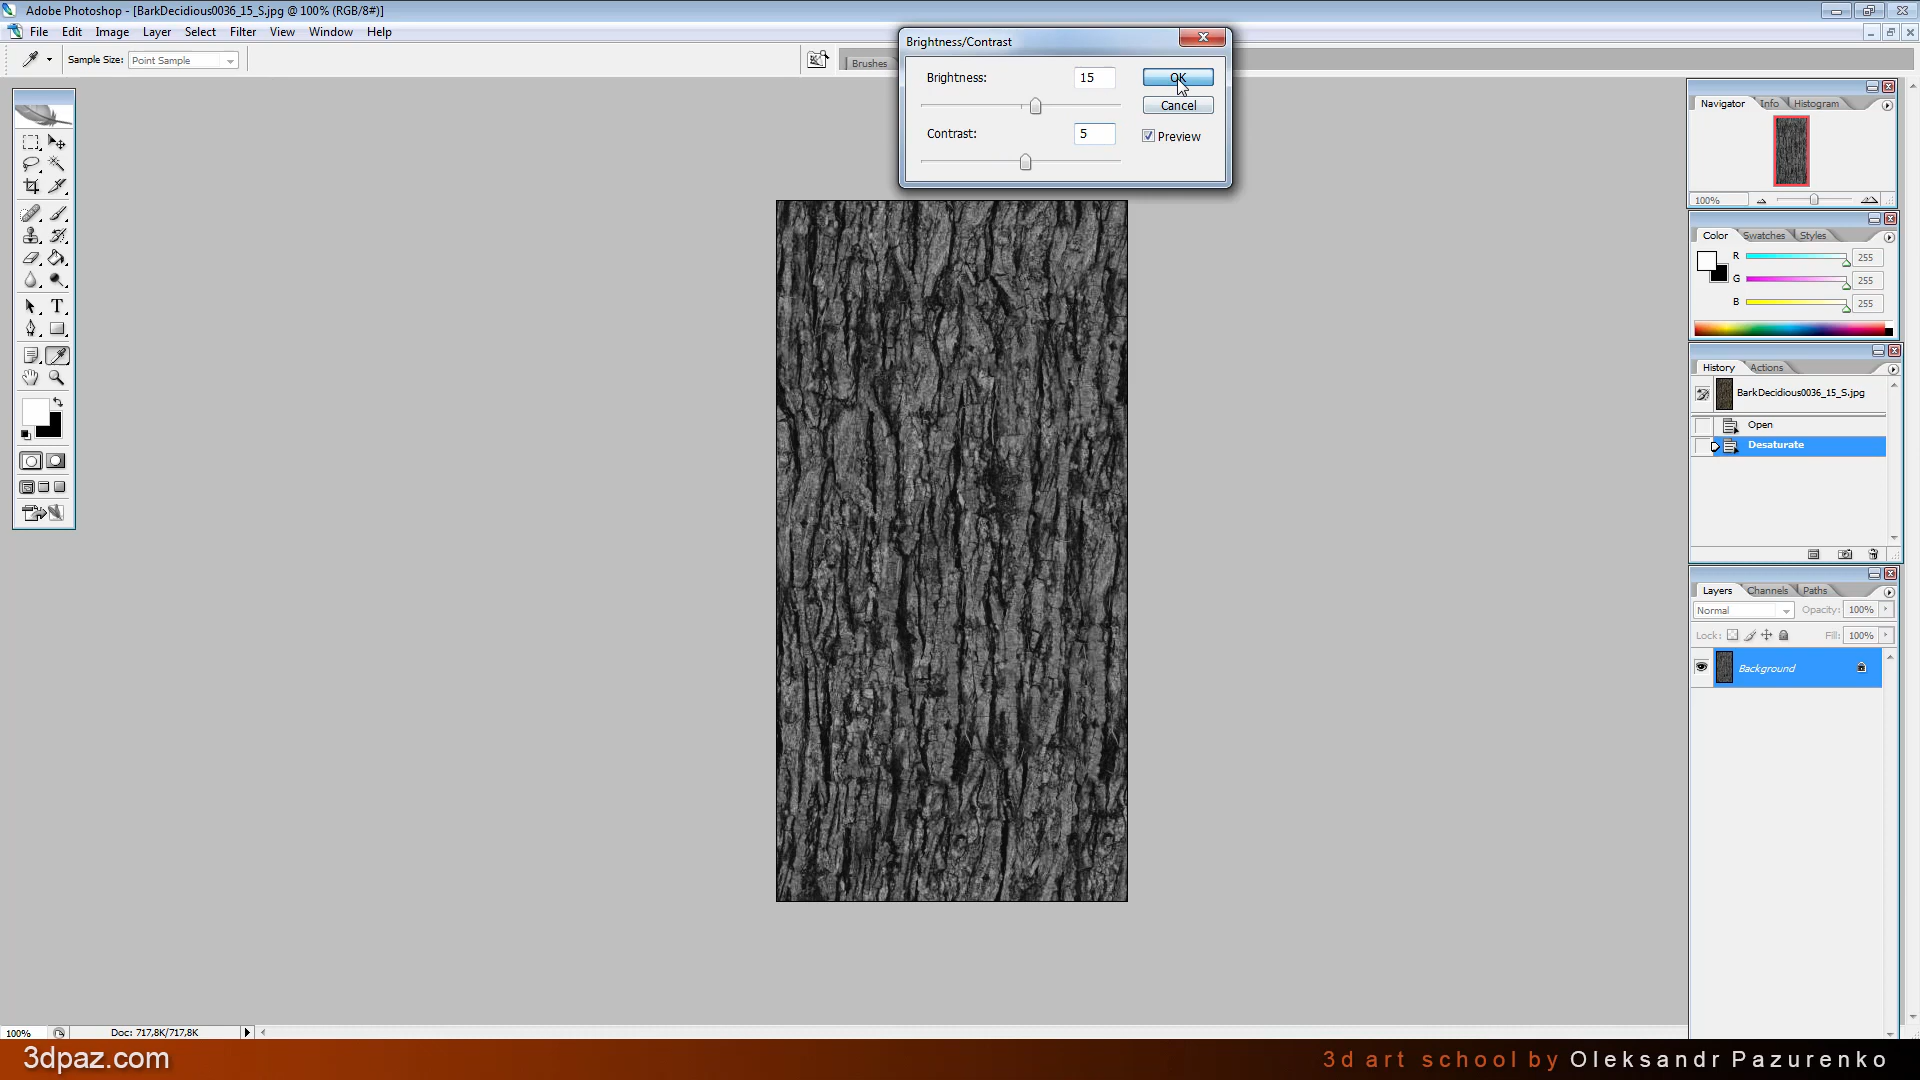 Adobe Photoshop - [BarkDecidious0036_15_S.jpg @ 100% (RGB/8#)]
File Edit Image Layer Select Filter View Window Help
Sample Size: Point Sample
Brushes
Brightness/Contrast
Brightness: 15
OK
Cancel
Contrast: 5
Preview
Navigator Info Histogram
100%
Color Swatches Styles
R 255
G 255
B 255
History Actions
BarkDecidious0036_15_S.jpg
Open
Desaturate
Layers Channels Paths
Normal Opacity: 100%
Lock: Fill: 100%
Background
100% Doc: 717,8K/717,8K
3dpaz.com
3d art school by Oleksandr Pazurenko